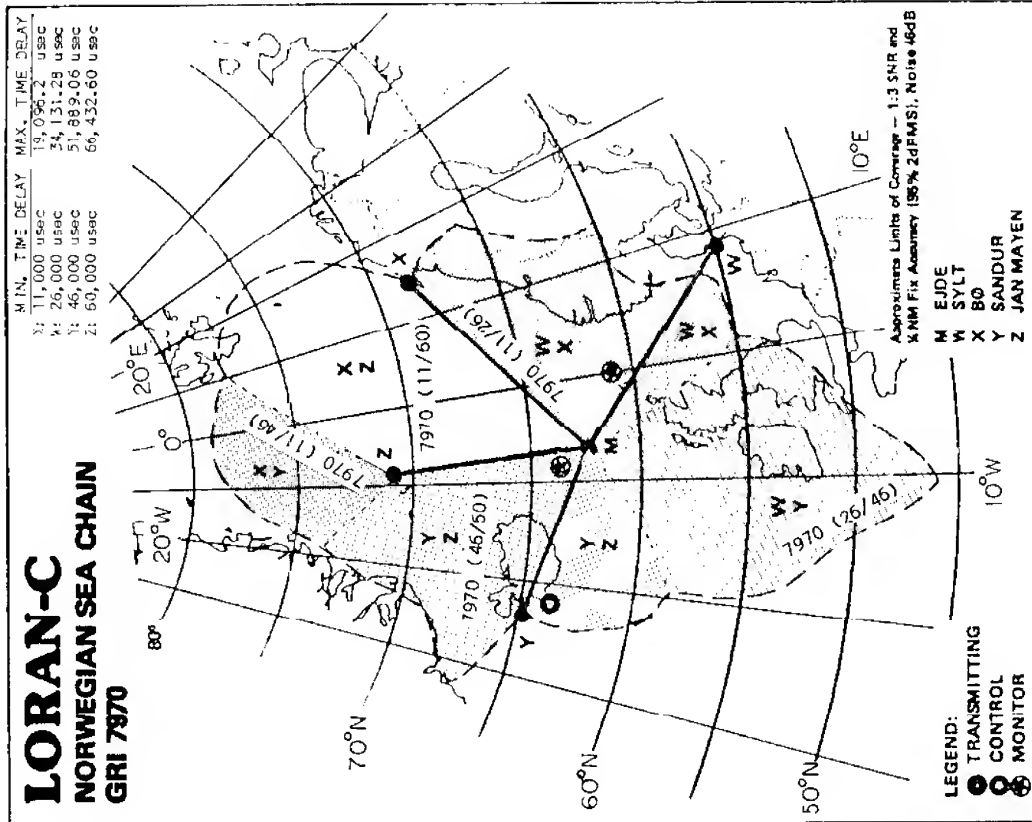 LORAN-C
NORWEGIAN SEA CHAIN
GRI 7970
MIN. TIME DELAY MAX. TIME DELAY
X: 11,000 usec 19,096.2 usec
W: 26,000 usec 34,131.28 usec
Y: 46,000 usec 51,889.06 usec
Z: 60,000 usec 66,432.60 usec
80°
20°W
0°
20°E
70°N
60°N
50°N
10°W
10°E
X
Y
7970 (11/46)
X
Z
7970 (11/60)
Z
X
Y
Z
7970 (46/60)
7970 (11/26)
W
X
Y
Y
Z
M
W
X
W
W
Y
7970 (26/46)
LEGEND:
TRANSMITTING
CONTROL
MONITOR
Approximate Limits of Coverage — 1:3 SNR and
¼ NM Fix Accuracy (95% 2dRMS), Noise 46dB
M EJDE
W SYLT
X BØ
Y SANDUR
Z JAN MAYEN